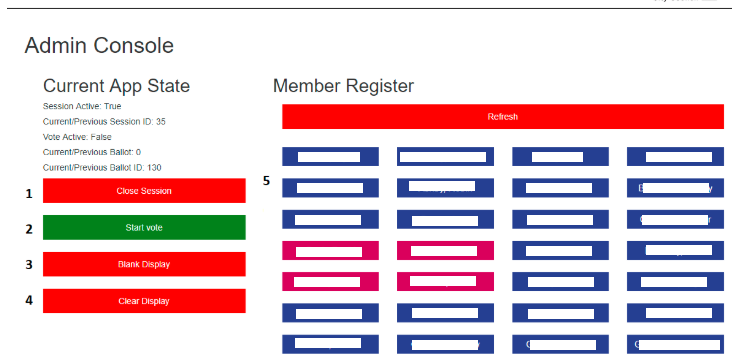 Admin Console
Current App State
Session Active: True
Current/Previous Session ID: 35
Vote Active: False
Current/Previous Ballot: 0
Current/Previous Ballot ID: 130
1 Close Session
2 Start vote
3 Blank Display
4 Clear Display
Member Register
Refresh
5